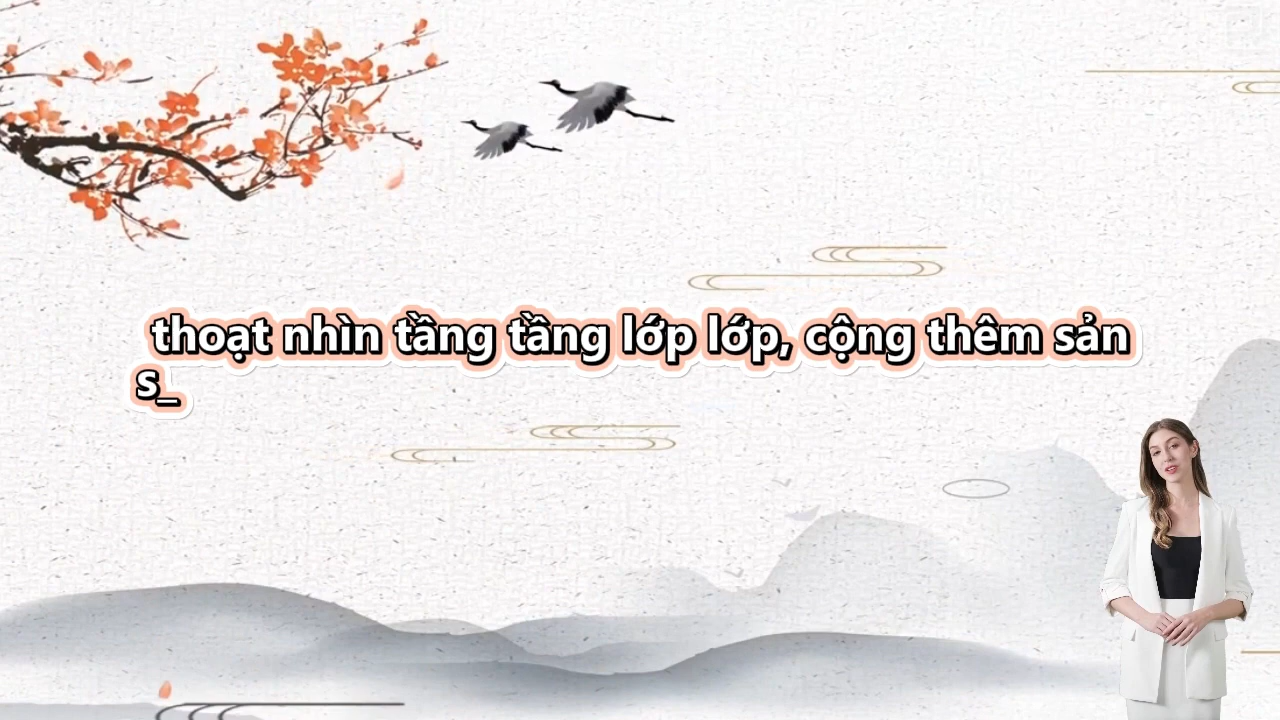 thoạt nhìn tầng tầng lớp lớp, cộng thêm sản
s_